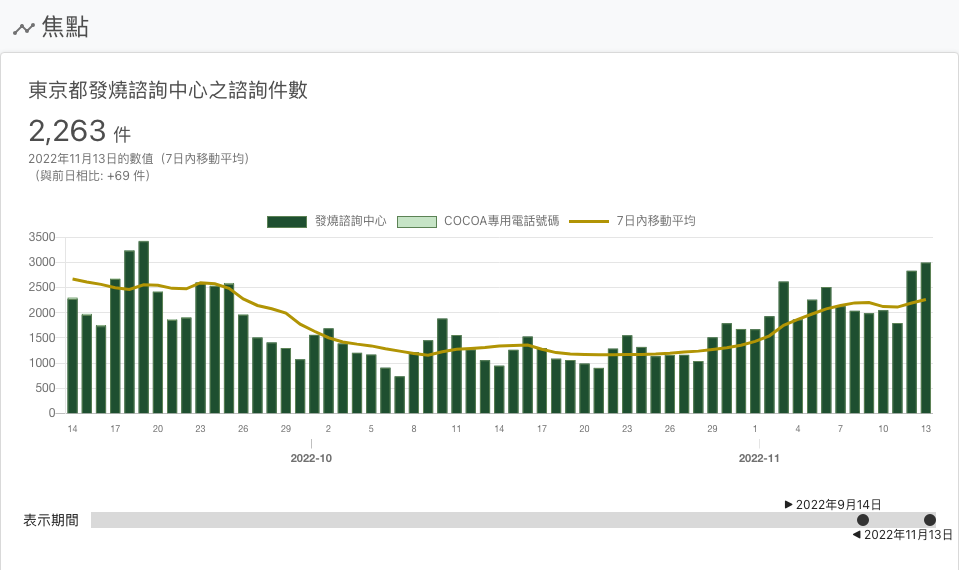 焦點
東京都發燒諮詢中心之諮詢件數
2,263 件
2022年11月13日的數值（7日內移動平均）
（與前日相比: +69 件）
發燒諮詢中心 COCOA專用電話號碼 7日內移動平均
3500
3000
2500
2000
1500
1000
500
0
14 17 20 23 26 29 2 5 8 11 14 17 20 23 26 29 1 4 7 10 13
2022-10 2022-11
2022年9月14日
表示期間
2022年11月13日